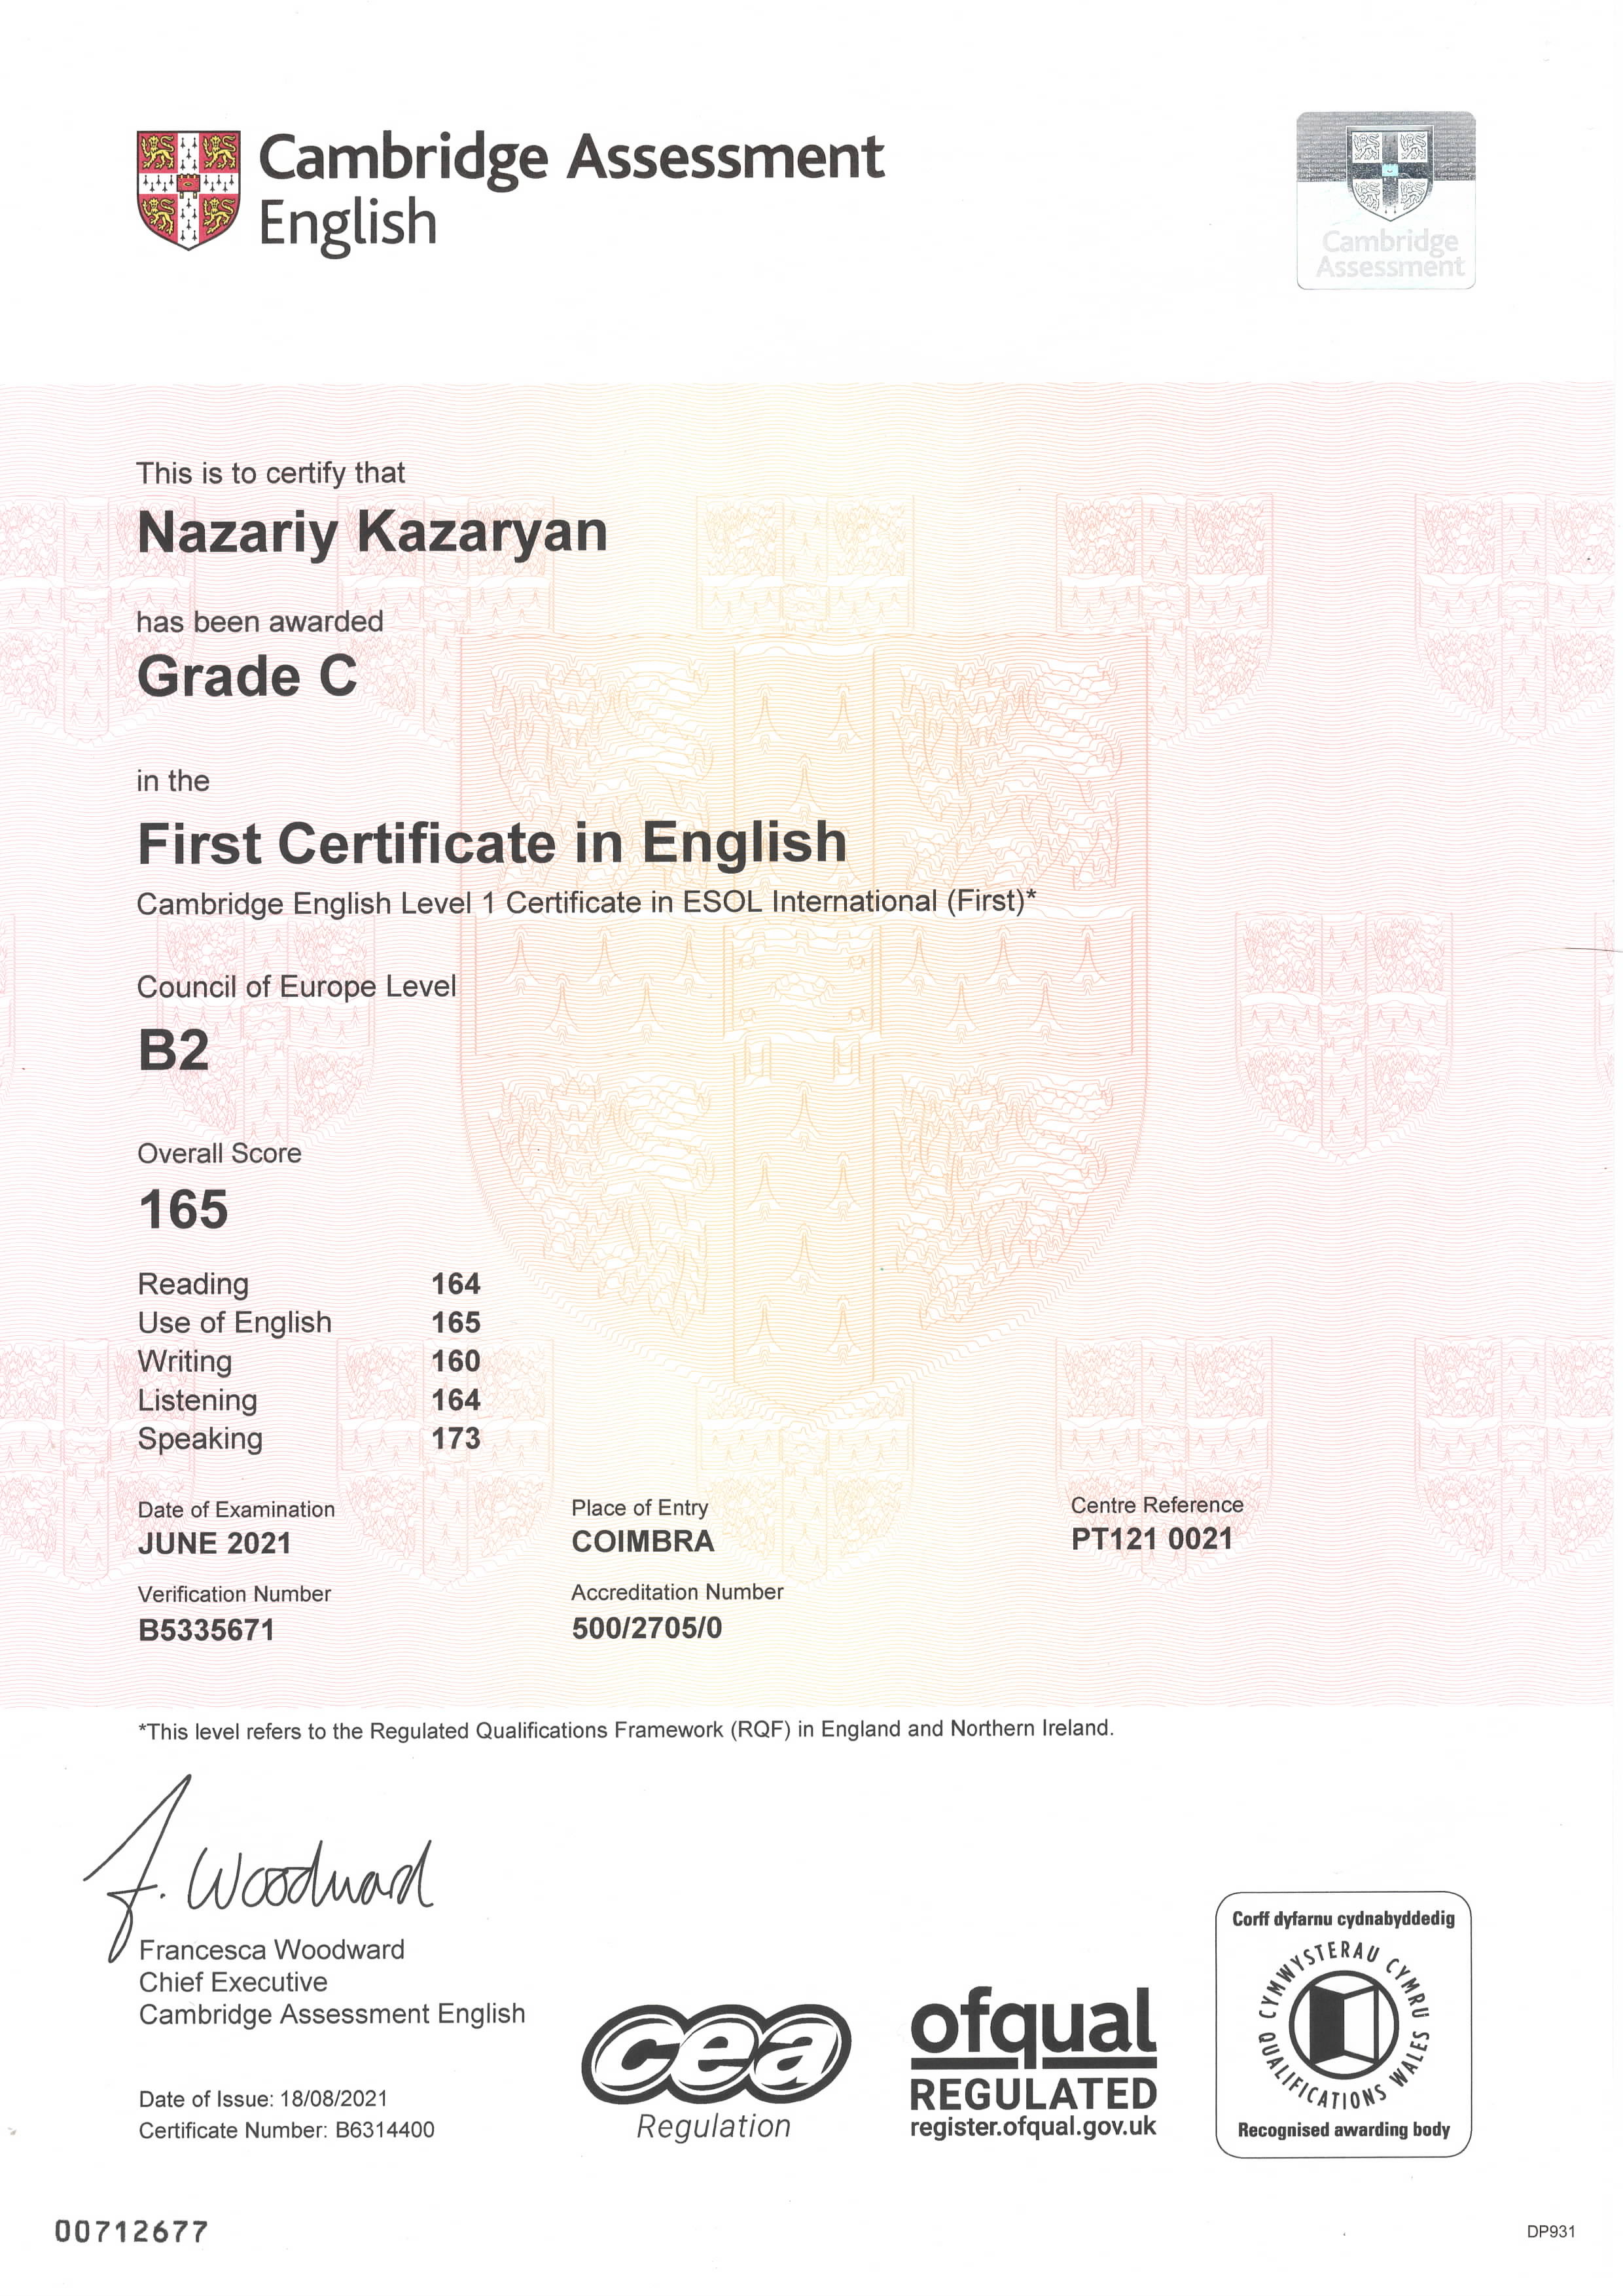 Cambridge Assessment
English
Cambridge
Assessment
This is to certify that
Nazariy Kazaryan
has been awarded
Grade C
in the
First Certificate in English
Cambridge English Level 1 Certificate in ESOL International (First)*
Council of Europe Level
B2
Overall Score
165
Reading 164
Use of English 165
Writing 160
Listening 164
Speaking 173
Date of Examination Place of Entry Centre Reference
JUNE 2021 COIMBRA PT121 0021
Verification Number Accreditation Number
B5335671 500/2705/0
*This level refers to the Regulated Qualifications Framework (RQF) in England and Northern Ireland.
F. Woodward
Francesca Woodward
Chief Executive
Cambridge Assessment English
Date of Issue: 18/08/2021
Certificate Number: B6314400
cea
Regulation
ofqual
REGULATED
register.ofqual.gov.uk
Corff dyfarnu cydnabyddedig
CYMWYSTERAU CYMRU
QUALIFICATIONS WALES
Recognised awarding body
00712677
DP931